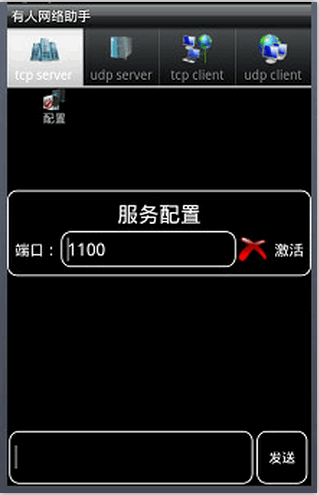 有人网络助手
tcp server udp server tcp client udp client
配置
服务配置
端口： 1100 激活
发送